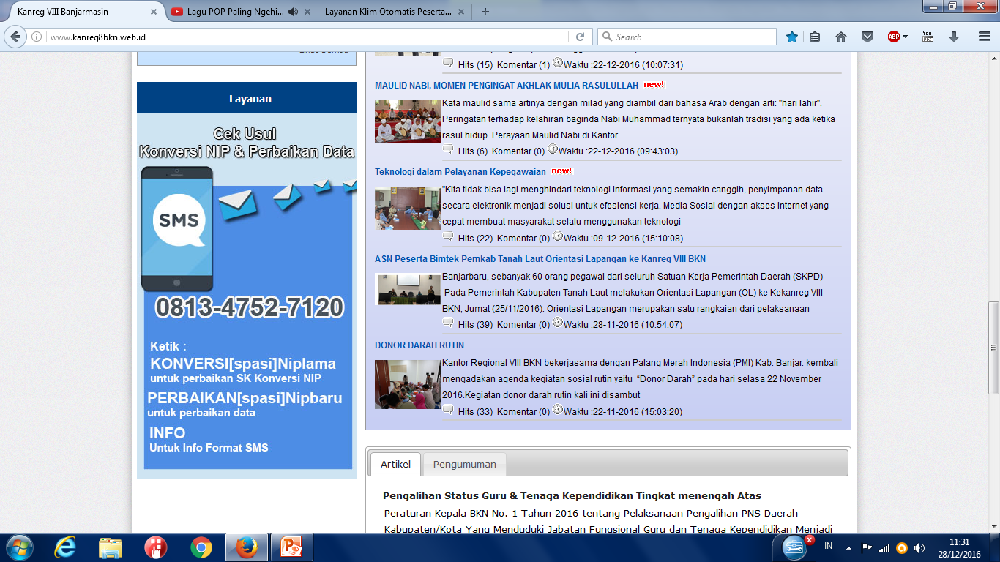 Kanreg VIII Banjarmasin
Lagu POP Paling Ngehi...
Layanan Klim Otomatis Peserta...
www.kanreg8bkn.web.id
Search
ABP
You Tube
Hits (15) Komentar (1) Waktu :22-12-2016 (10:07:31)
Layanan
Cek Usul
Konversi NIP & Perbaikan Data
SMS
0813-4752-7120
Ketik :
KONVERSI[spasi]Niplama
untuk perbaikan SK Konversi NIP
PERBAIKAN[spasi]Nipbaru
untuk perbaikan data
INFO
Untuk Info Format SMS
MAULID NABI, MOMEN PENGINGAT AKHLAK MULIA RASULULLAH new!
Kata maulid sama artinya dengan milad yang diambil dari bahasa Arab dengan arti: "hari lahir".
Peringatan terhadap kelahiran baginda Nabi Muhammad ternyata bukanlah tradisi yang ada ketika
rasul hidup. Perayaan Maulid Nabi di Kantor
Hits (6) Komentar (0) Waktu :22-12-2016 (09:43:03)
Teknologi dalam Pelayanan Kepegawaian new!
"Kita tidak bisa lagi menghindari teknologi informasi yang semakin canggih, penyimpanan data
secara elektronik menjadi solusi untuk efesiensi kerja. Media Sosial dengan akses internet yang
cepat membuat masyarakat selalu menggunakan teknologi
Hits (22) Komentar (0) Waktu :09-12-2016 (15:10:08)
ASN Peserta Bimtek Pemkab Tanah Laut Orientasi Lapangan ke Kanreg VIII BKN
Banjarbaru, sebanyak 60 orang pegawai dari seluruh Satuan Kerja Pemerintah Daerah (SKPD)
Pada Pemerintah Kabupaten Tanah Laut melakukan Orientasi Lapangan (OL) ke Kekanreg VIII
BKN, Jumat (25/11/2016). Orientasi Lapangan merupakan satu rangkaian dari pelaksanaan
Hits (39) Komentar (0) Waktu :28-11-2016 (10:54:07)
DONOR DARAH RUTIN
Kantor Regional VIII BKN bekerjasama dengan Palang Merah Indonesia (PMI) Kab. Banjar. kembali
mengadakan agenda kegiatan sosial rutin yaitu “Donor Darah” pada hari selasa 22 November
2016.Kegiatan donor darah rutin kali ini disambut
Hits (33) Komentar (0) Waktu :22-11-2016 (15:03:20)
Artikel
Pengumuman
Pengalihan Status Guru & Tenaga Kependidikan Tingkat menengah Atas
Peraturan Kepala BKN No. 1 Tahun 2016 tentang Pelaksanaan Pengalihan PNS Daerah
Kabupaten/Kota Yang Menduduki Jabatan Fungsional Guru dan Tenaga Kependidikan Menjadi
IN
11:31
28/12/2016